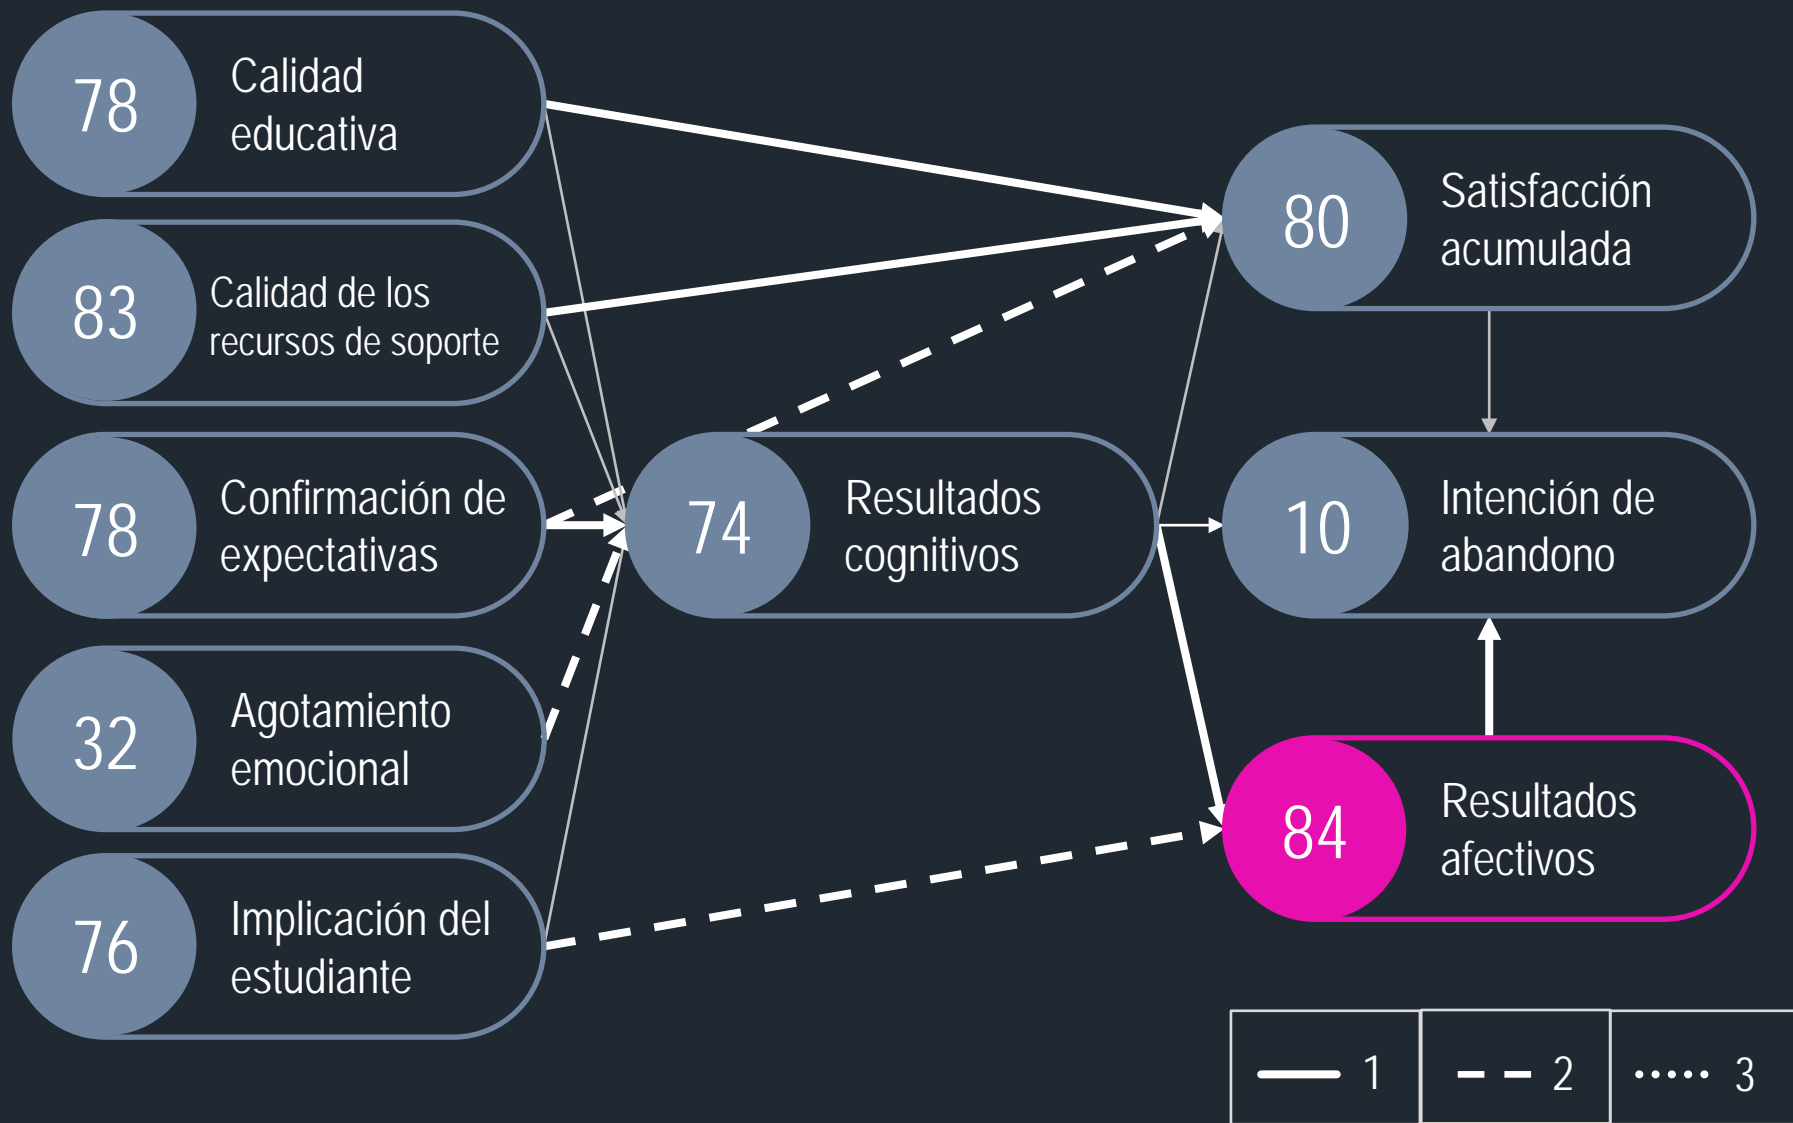 78
Calidad
educativa
83
Calidad de los
recursos de soporte
78
Confirmación de
expectativas
32
Agotamiento
emocional
76
Implicación del
estudiante
74
Resultados
cognitivos
80
Satisfacción
acumulada
10
Intención de
abandono
84
Resultados
afectivos
1
2
3